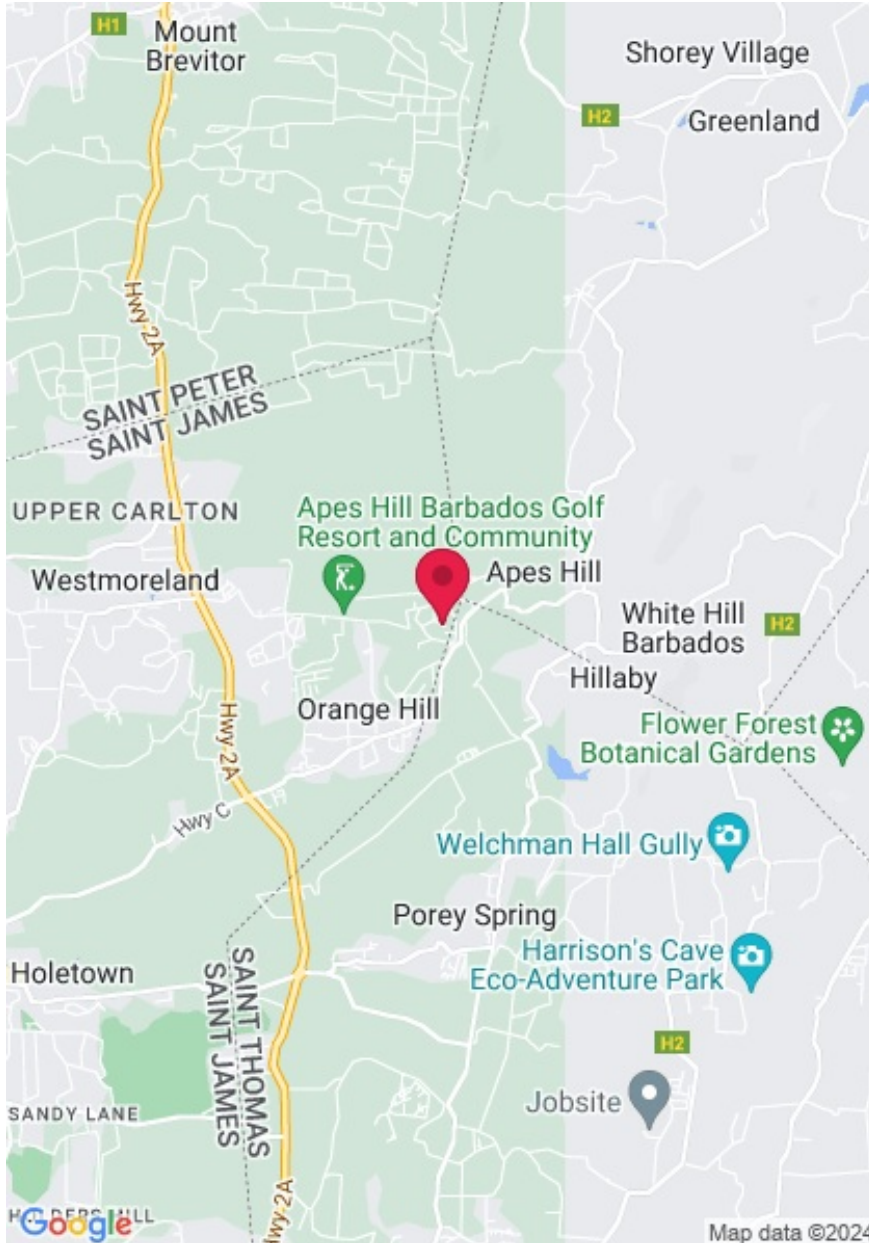 H1
Mount
Brevitor
Shorey Village
H2
Greenland
Hwy 2A
SAINT PETER
SAINT JAMES
UPPER CARLTON
Apes Hill Barbados Golf
Resort and Community
Westmoreland
Apes Hill
White Hill
Barbados
H2
Hillaby
Orange Hill
Flower Forest
Botanical Gardens
Hwy 2A
Hwy C
Welchman Hall Gully
Porey Spring
Harrison's Cave
Eco-Adventure Park
Holetown
SAINT THOMAS
SAINT JAMES
H2
Jobsite
SANDY LANE
Hwy 2A
Google
Map data ©2024